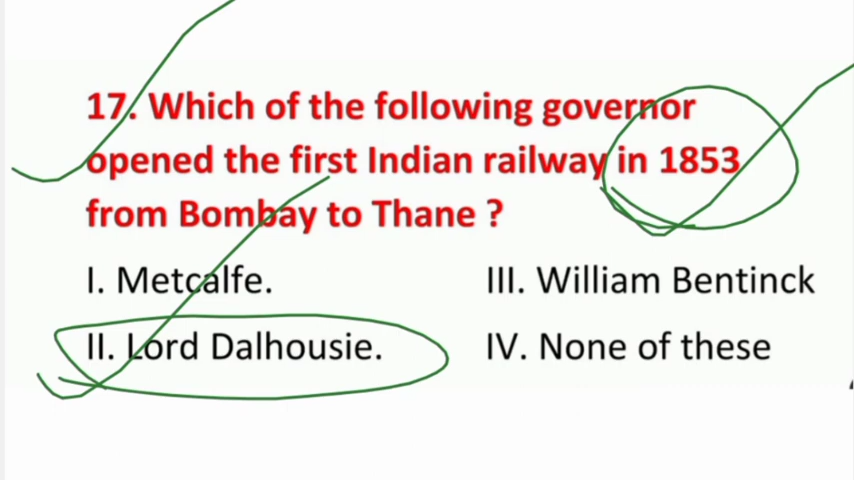 17. Which of the following governor
opened the first Indian railway in 1853
from Bombay to Thane ?
I. Metcalfe.
III. William Bentinck
II. Lord Dalhousie.
IV. None of these